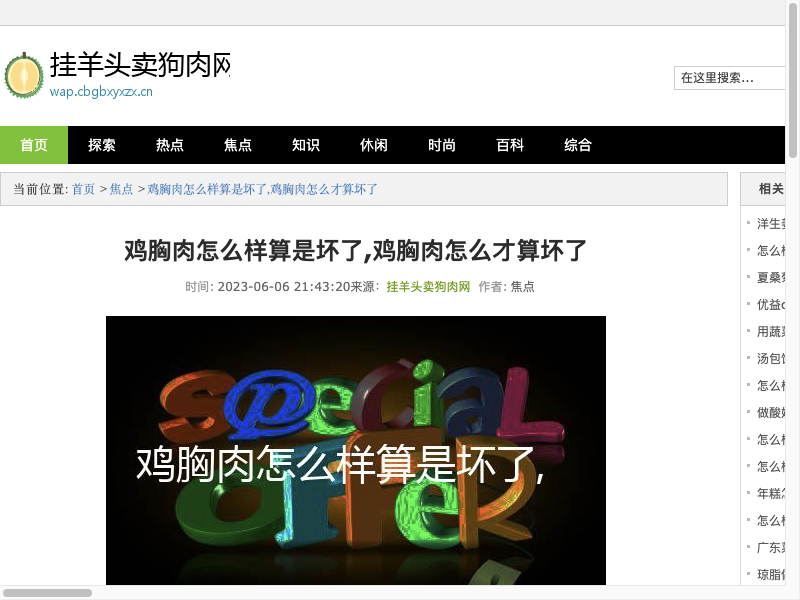 挂羊头卖狗肉网
wap.cbgbxyxzx.cn
在这里搜索...
首页 探索 热点 焦点 知识 休闲 时尚 百科 综合
当前位置: 首页 > 焦点 > 鸡胸肉怎么样算是坏了,鸡胸肉怎么才算坏了
鸡胸肉怎么样算是坏了,鸡胸肉怎么才算坏了
时间: 2023-06-06 21:43:20来源: 挂羊头卖狗肉网 作者: 焦点
SpeciaL
OFFeR
鸡胸肉怎么样算是坏了,
相关
洋生
怎么
夏桑
优益
用蔬
汤包
怎么
做酸
怎么
怎么
年糕
怎么
广东
琼脂